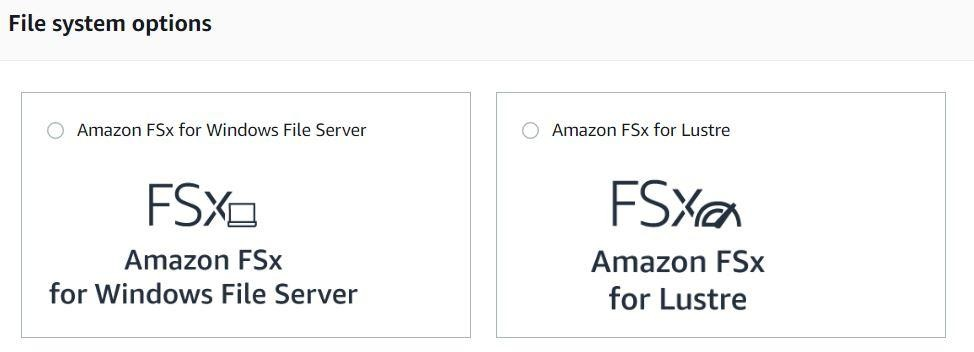 File system options
Amazon FSx for Windows File Server
FSx
Amazon FSx
for Windows File Server
Amazon FSx for Lustre
FSx
Amazon FSx
for Lustre